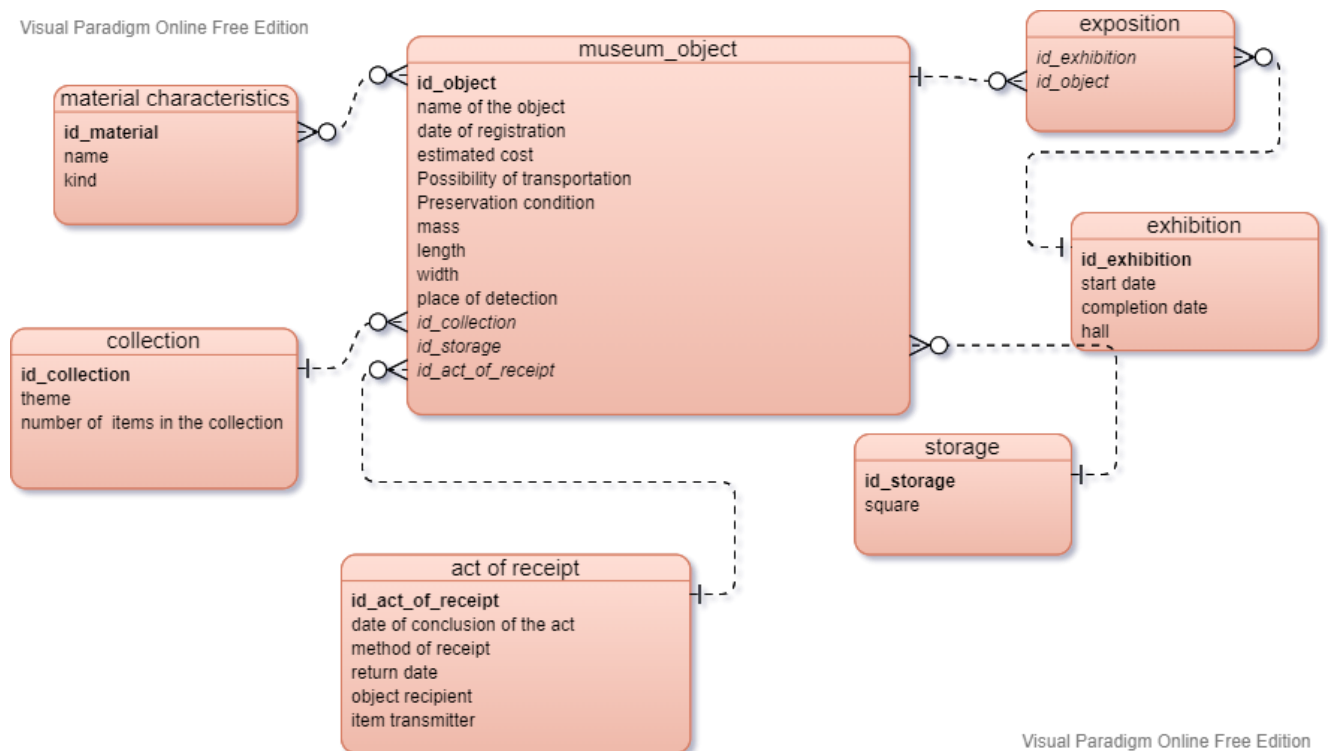 Visual Paradigm Online Free Edition
material characteristics
id_material
name
kind
museum_object
id_object
name of the object
date of registration
estimated cost
Possibility of transportation
Preservation condition
mass
length
width
place of detection
id_collection
id_storage
id_act_of_receipt
exposition
id_exhibition
id_object
exhibition
id_exhibition
start date
completion date
hall
collection
id_collection
theme
number of items in the collection
storage
id_storage
square
act of receipt
id_act_of_receipt
date of conclusion of the act
method of receipt
return date
object recipient
item transmitter
Visual Paradigm Online Free Edition